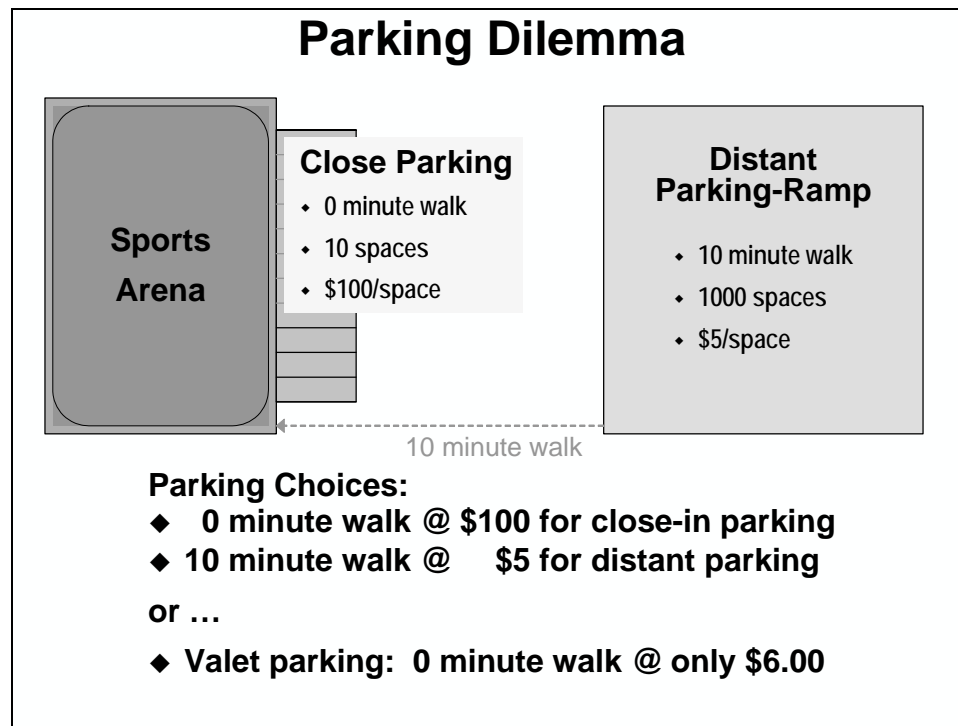 Parking Dilemma
Sports
Arena
Close Parking
⬥ 0 minute walk
⬥ 10 spaces
⬥ $100/space
Distant
Parking-Ramp
⬥ 10 minute walk
⬥ 1000 spaces
⬥ $5/space
10 minute walk
Parking Choices:
◆ 0 minute walk @ $100 for close-in parking
◆ 10 minute walk @ $5 for distant parking
or …
◆ Valet parking: 0 minute walk @ only $6.00